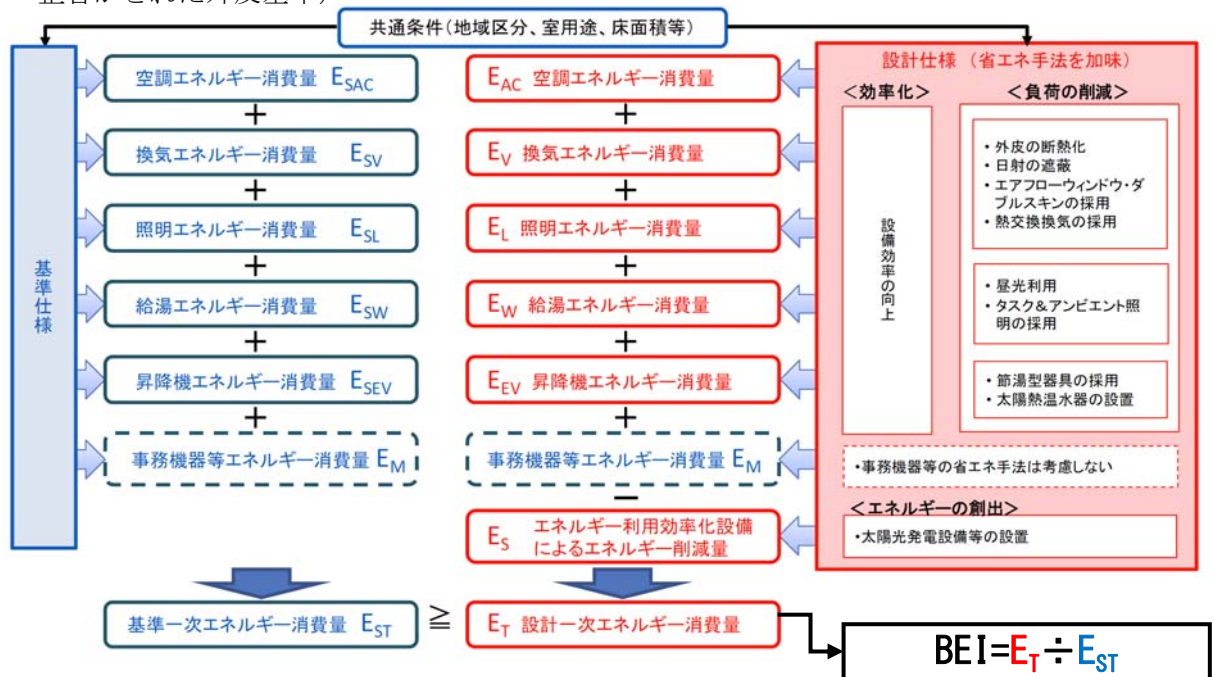 共通条件(地域区分、室用途、床面積等)
基準仕様
空調エネルギー消費量 ESAC
+
換気エネルギー消費量 ESV
+
照明エネルギー消費量 ESL
+
給湯エネルギー消費量 ESW
+
昇降機エネルギー消費量 ESEV
+
事務機器等エネルギー消費量 EM
基準一次エネルギー消費量 EST
≧
EAC 空調エネルギー消費量
+
EV 換気エネルギー消費量
+
EL 照明エネルギー消費量
+
EW 給湯エネルギー消費量
+
EEV 昇降機エネルギー消費量
+
事務機器等エネルギー消費量 EM
−
ES エネルギー利用効率化設備
によるエネルギー削減量
ET 設計一次エネルギー消費量
設計仕様 (省エネ手法を加味)
<効率化>
設備効率の向上
<負荷の削減>
・外皮の断熱化
・日射の遮蔽
・エアフローウィンドウ・ダ
ブルスキンの採用
・熱交換換気の採用
・昼光利用
・タスク&アンビエント照
明の採用
・節湯型器具の採用
・太陽熱温水器の設置
・事務機器等の省エネ手法は考慮しない
<エネルギーの創出>
・太陽光発電設備等の設置
BEI=ET÷EST